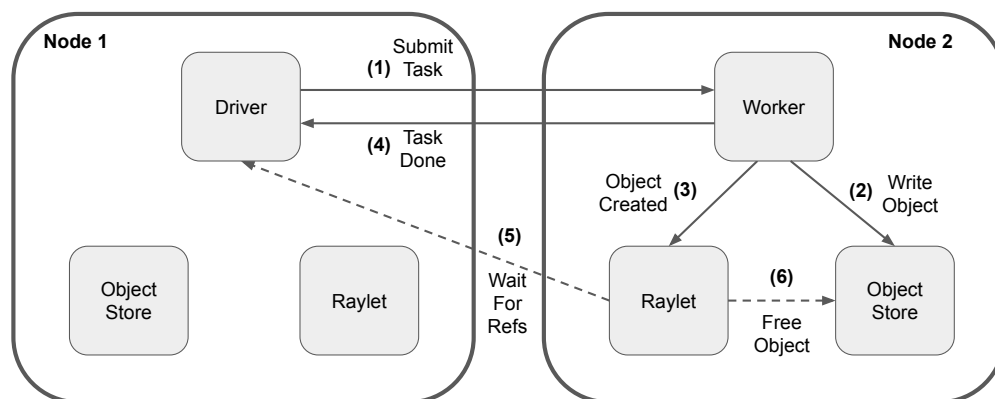 Node 1
Node 2
Submit
(1) Task
Driver
Worker
(4) Task
Done
Object
Created
(3)
(2) Write
Object
(5)
Wait
For
Refs
Object
Store
Raylet
Raylet
(6)
Free
Object
Object
Store